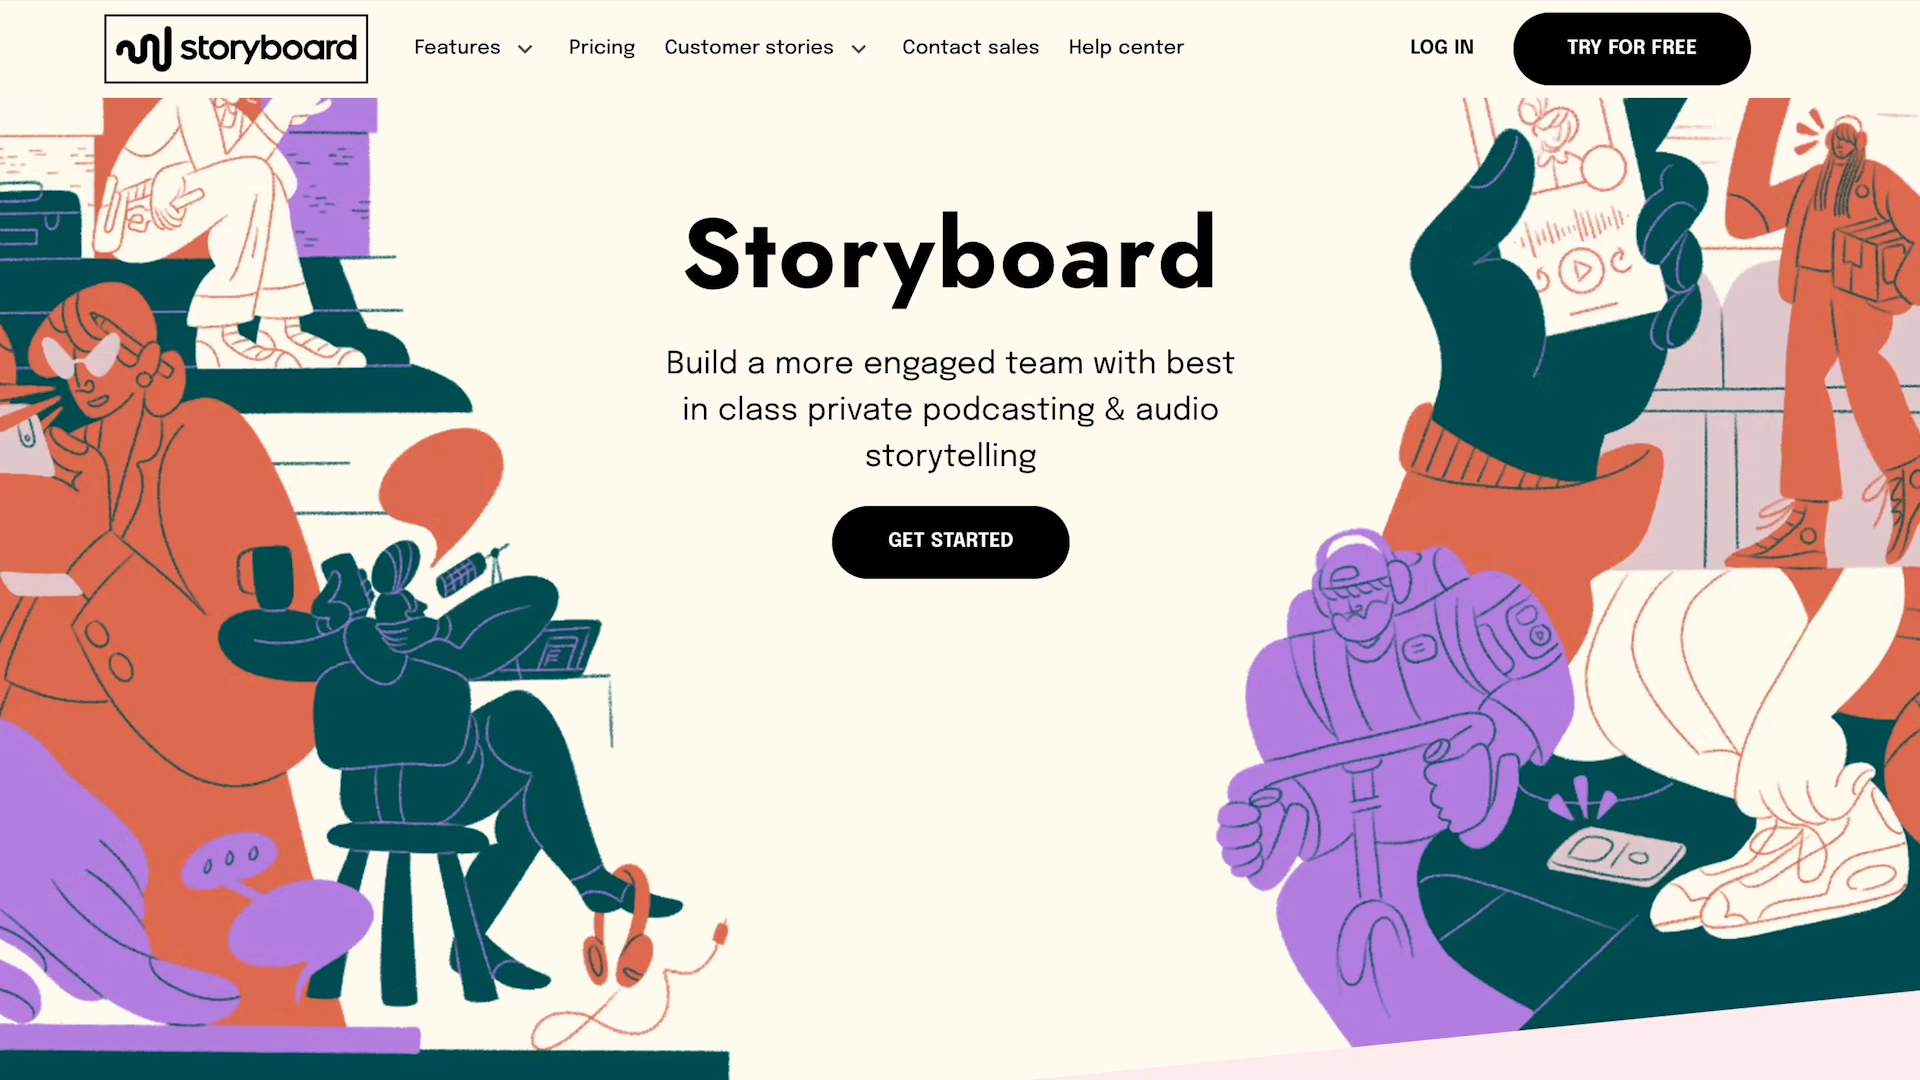 storyboard
Features
Pricing
Customer stories
Contact sales
Help center
LOG IN
TRY FOR FREE
Storyboard
Build a more engaged team with best
in class private podcasting & audio
storytelling
GET STARTED